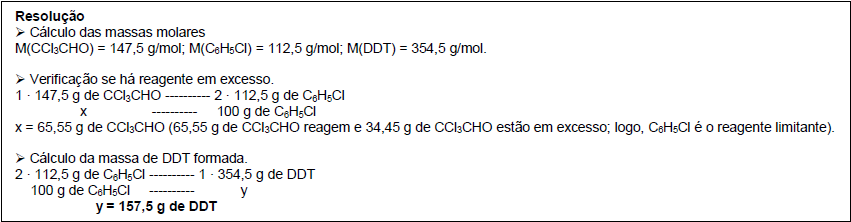 Resolução
➢ Cálculo das massas molares
M(CCl₃CHO) = 147,5 g/mol; M(C₆H₅Cl) = 112,5 g/mol; M(DDT) = 354,5 g/mol.
➢ Verificação se há reagente em excesso.
1 · 147,5 g de CCl₃CHO ---------- 2 · 112,5 g de C₆H₅Cl
x ---------- 100 g de C₆H₅Cl
x = 65,55 g de CCl₃CHO (65,55 g de CCl₃CHO reagem e 34,45 g de CCl₃CHO estão em excesso; logo, C₆H₅Cl é o reagente limitante).
➢ Cálculo da massa de DDT formada.
2 · 112,5 g de C₆H₅Cl ---------- 1 · 354,5 g de DDT
100 g de C₆H₅Cl ---------- y
y = 157,5 g de DDT